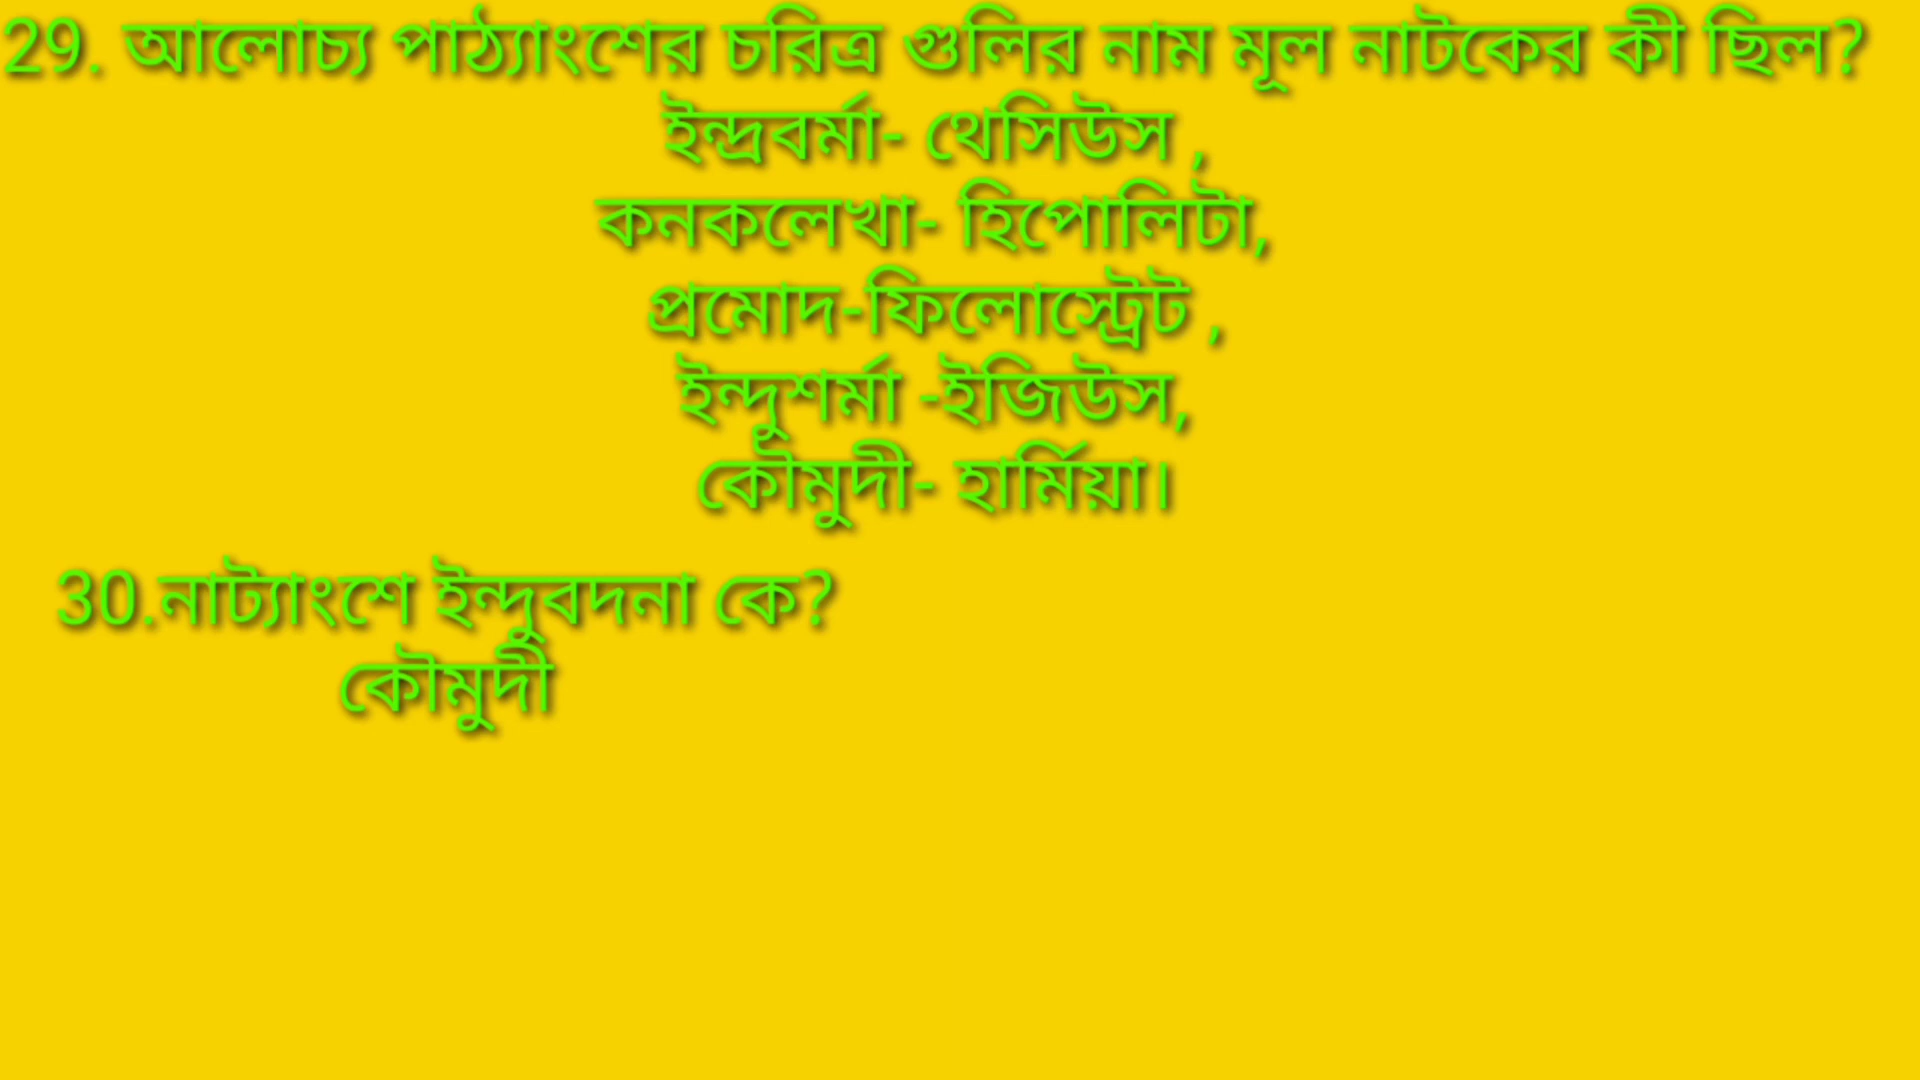 29. আলোচ্য পাঠ্যাংশের চরিত্র গুলির নাম মূল নাটকের কী ছিল?
ইন্দ্রবর্মা- থেসিউস ,
কনকলেখা- হিপোলিটা,
প্রমোদ-ফিলোস্ট্রেট ,
ইন্দুশর্মা -ইজিউস,
কৌমুদী- হার্মিয়া।
30.নাট্যাংশে ইন্দুবদনা কে?
কৌমুদী